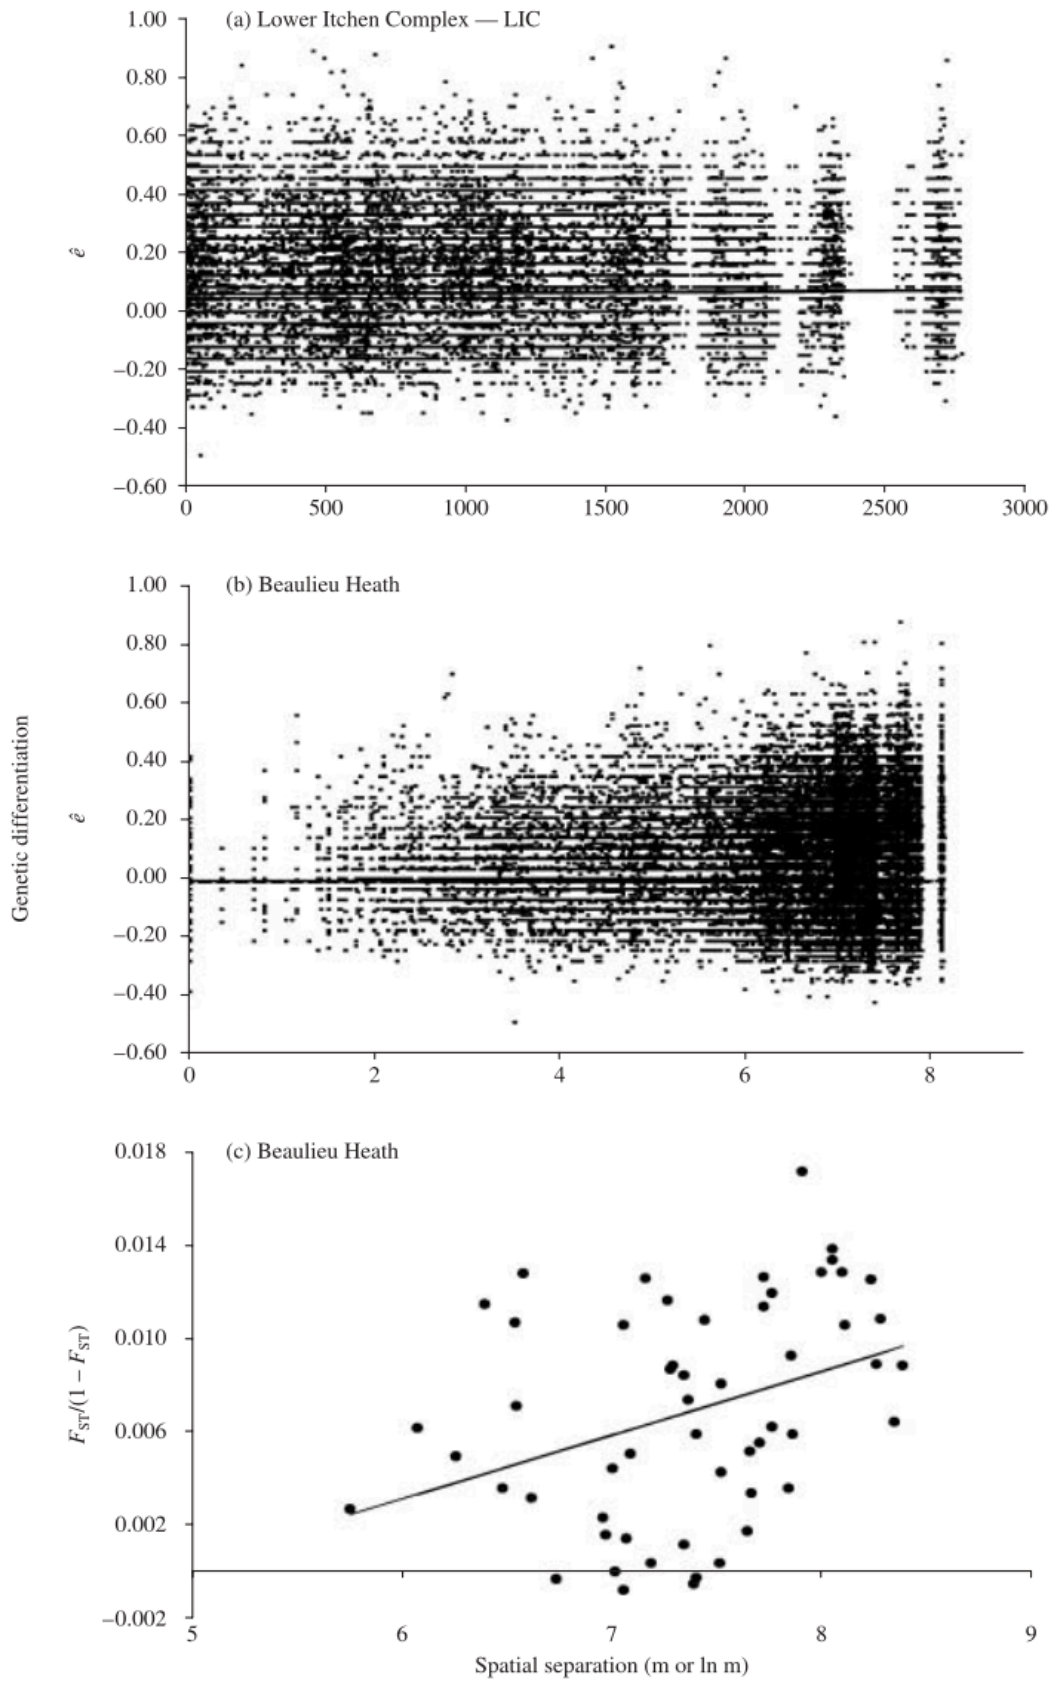 (a) Lower Itchen Complex — LIC
1.00
0.80
0.60
0.40
0.20
0.00
–0.20
–0.40
–0.60
ê
0 500 1000 1500 2000 2500 3000
(b) Beaulieu Heath
1.00
0.80
0.60
0.40
0.20
0.00
–0.20
–0.40
–0.60
Genetic differentiation
ê
0 2 4 6 8
(c) Beaulieu Heath
0.018
0.014
0.010
0.006
0.002
–0.002
F_ST/(1 – F_ST)
5 6 7 8 9
Spatial separation (m or ln m)